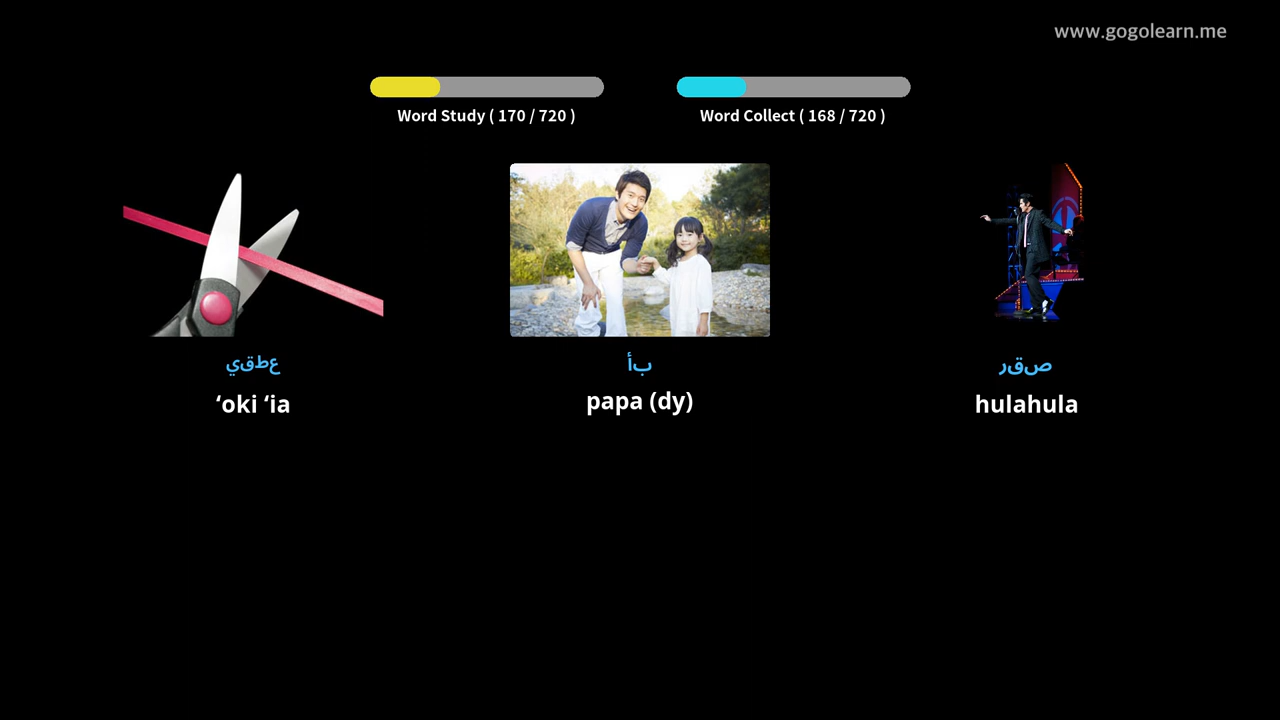 www.gogolearn.me
Word Study ( 170 / 720 )
Word Collect ( 168 / 720 )
عطقي
ʻoki ʻia
بأ
papa (dy)
صقر
hulahula